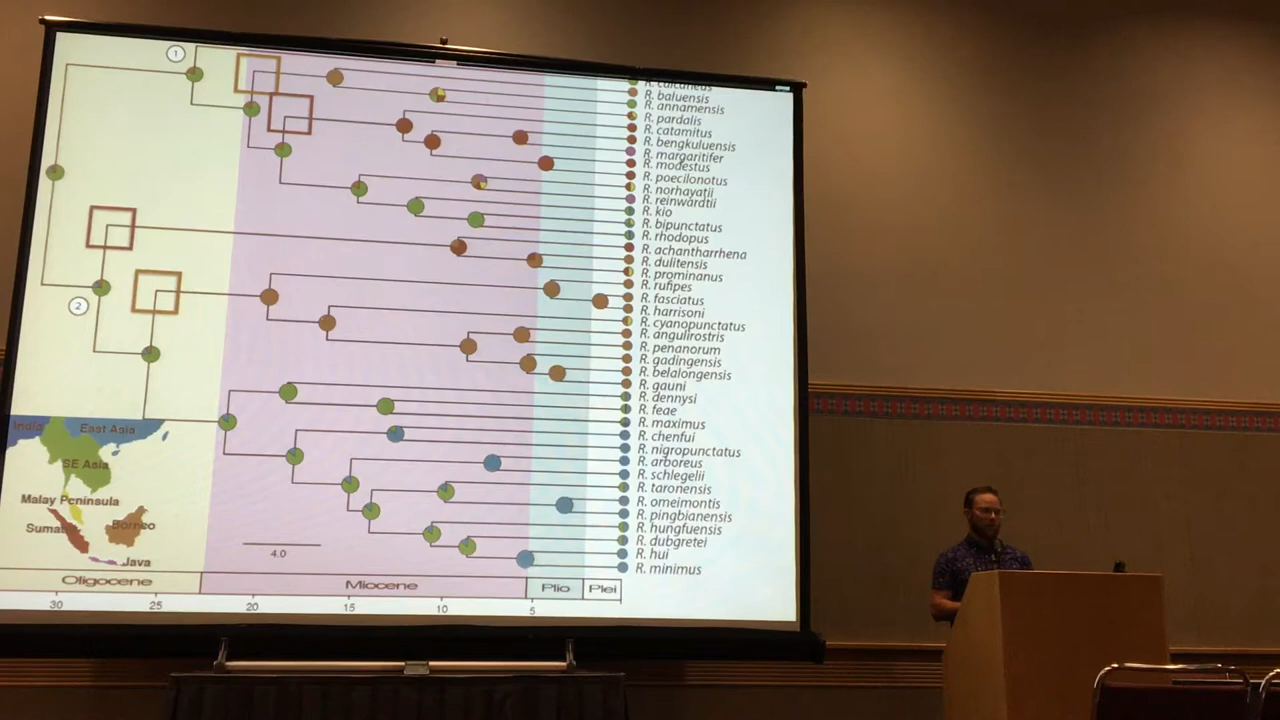 1
R. calcaneus
R. baluensis
R. annamensis
R. pardalis
R. catamitus
R. bengkuluensis
R. margaritifer
R. modestus
R. poecilonotus
R. norhayatii
R. reinwardtii
R. kio
R. bipunctatus
R. rhodopus
R. achantharrhena
R. dulitensis
R. prominanus
R. rufipes
R. fasciatus
R. harrisoni
R. cyanopunctatus
R. angulirostris
R. penanorum
R. gadingensis
R. belalongensis
R. gauni
R. dennysi
R. feae
R. maximus
R. chenfui
R. nigropunctatus
R. arboreus
R. schlegelii
R. taronensis
R. omeimontis
R. pingbianensis
R. hungfuensis
R. dubgretei
R. hui
R. minimus
2
India
East Asia
SE Asia
Malay Peninsula
Borneo
Java
4.0
Oligocene
Miocene
Plio
Plei
30
25
20
15
10
5